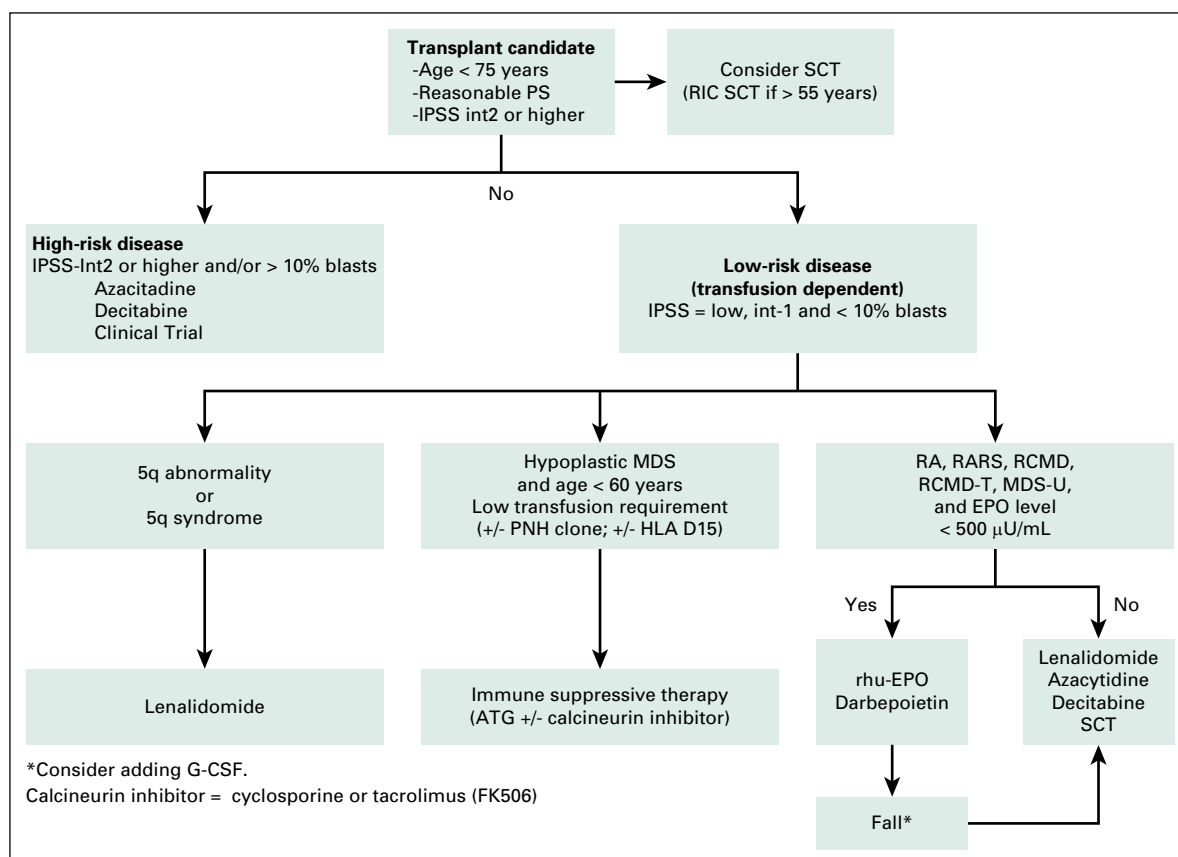 Transplant candidate
-Age < 75 years
-Reasonable PS
-IPSS int2 or higher
Consider SCT
(RIC SCT if > 55 years)
No
High-risk disease
IPSS-Int2 or higher and/or > 10% blasts
Azacitadine
Decitabine
Clinical Trial
Low-risk disease
(transfusion dependent)
IPSS = low, int-1 and < 10% blasts
5q abnormality
or
5q syndrome
Hypoplastic MDS
and age < 60 years
Low transfusion requirement
(+/- PNH clone; +/- HLA D15)
RA, RARS, RCMD,
RCMD-T, MDS-U,
and EPO level
< 500 μU/mL
Yes
No
Lenalidomide
Immune suppressive therapy
(ATG +/- calcineurin inhibitor)
rhu-EPO
Darbepoietin
Lenalidomide
Azacytidine
Decitabine
SCT
Fall*
*Consider adding G-CSF.
Calcineurin inhibitor = cyclosporine or tacrolimus (FK506)